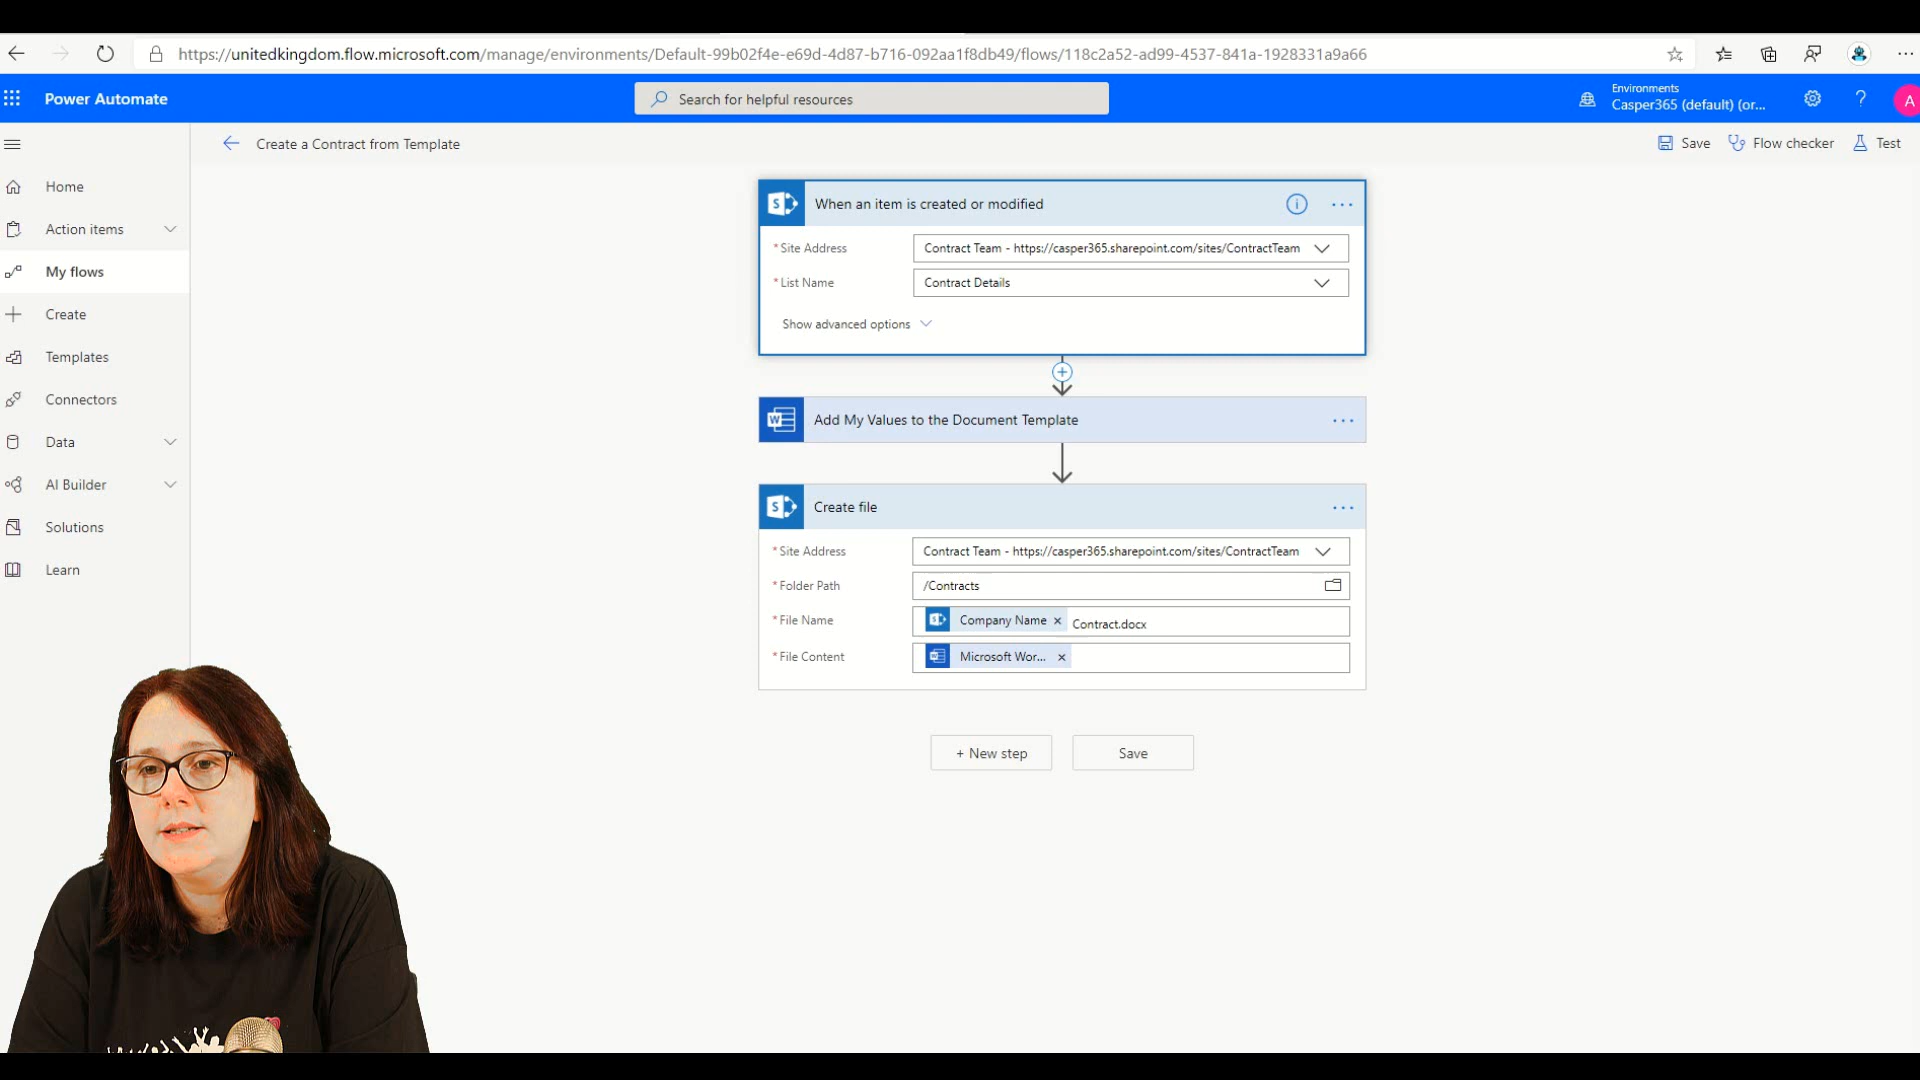 https://unitedkingdom.flow.microsoft.com/manage/environments/Default-99b02f4e-e69d-4d87-b716-092aa1f8db49/flows/118c2a52-ad99-4537-841a-1928331a9a66
Power Automate
Search for helpful resources
Environments
Casper365 (default) (or...
?
A
Create a Contract from Template
Save
Flow checker
Test
Home
Action items
My flows
Create
Templates
Connectors
Data
AI Builder
Solutions
Learn
When an item is created or modified
* Site Address
Contract Team - https://casper365.sharepoint.com/sites/ContractTeam
* List Name
Contract Details
Show advanced options
Add My Values to the Document Template
Create file
* Site Address
Contract Team - https://casper365.sharepoint.com/sites/ContractTeam
* Folder Path
/Contracts
* File Name
Company Name × Contract.docx
* File Content
Microsoft Wor... ×
+ New step
Save